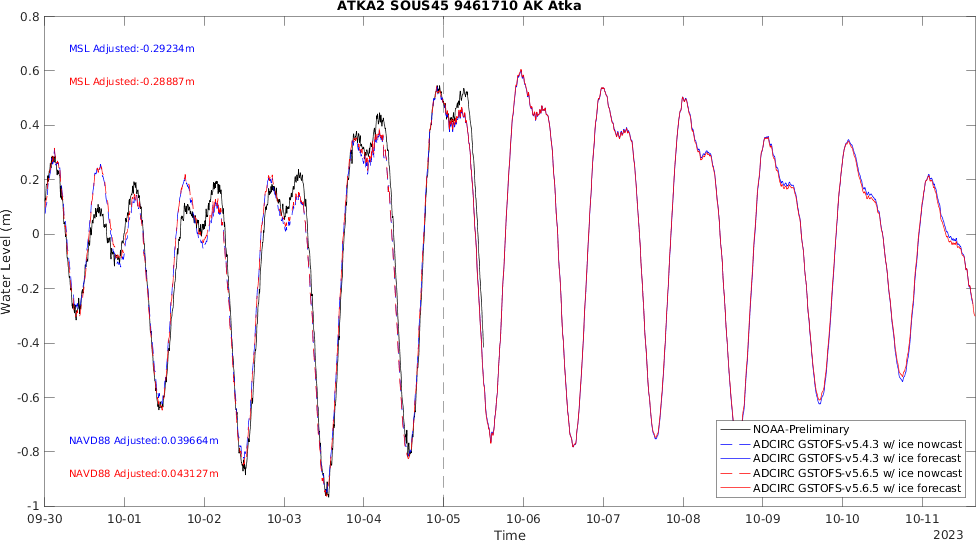 ATKA2 SOUS45 9461710 AK Atka
0.8
0.6
0.4
0.2
0
-0.2
-0.4
-0.6
-0.8
-1
Water Level (m)
MSL Adjusted:-0.29234m
MSL Adjusted:-0.28887m
NAVD88 Adjusted:0.039664m
NAVD88 Adjusted:0.043127m
NOAA-Preliminary
ADCIRC GSTOFS-v5.4.3 w/ ice nowcast
ADCIRC GSTOFS-v5.4.3 w/ ice forecast
ADCIRC GSTOFS-v5.6.5 w/ ice nowcast
ADCIRC GSTOFS-v5.6.5 w/ ice forecast
09-30 10-01 10-02 10-03 10-04 10-05 10-06 10-07 10-08 10-09 10-10 10-11
Time
2023